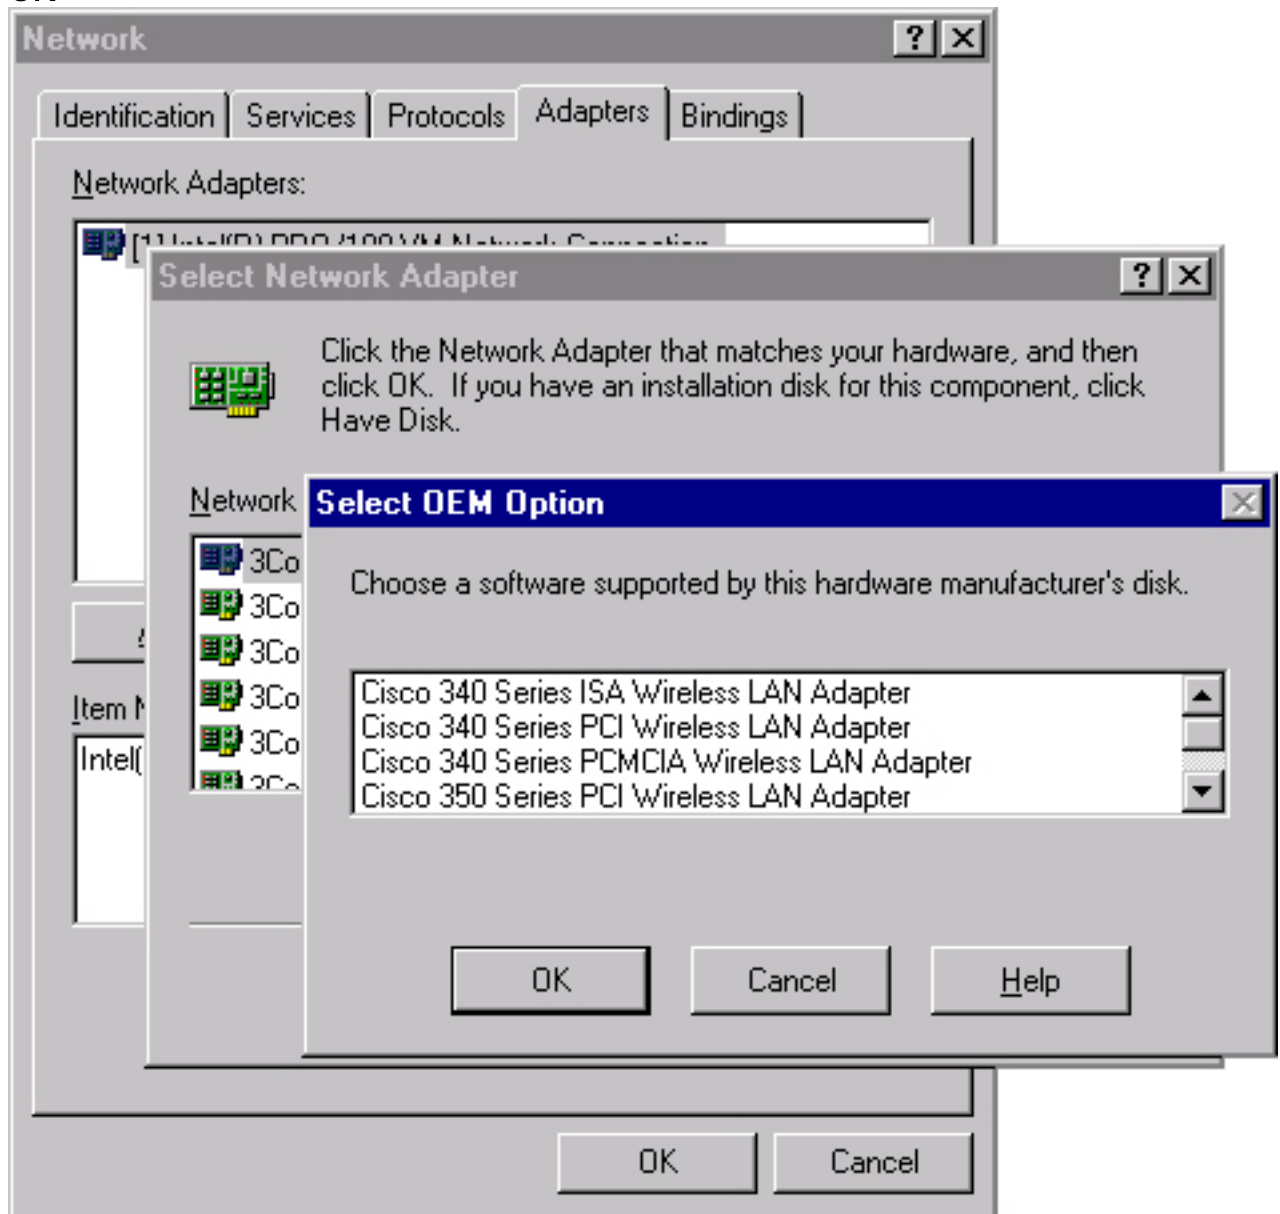 Network
Identification Services Protocols Adapters Bindings
Network Adapters:
Select Network Adapter
Click the Network Adapter that matches your hardware, and then
click OK. If you have an installation disk for this component, click
Have Disk.
Network
Select OEM Option
3Co
Choose a software supported by this hardware manufacturer's disk.
3Co
3Co
3Co
3Co
Cisco 340 Series ISA Wireless LAN Adapter
Cisco 340 Series PCI Wireless LAN Adapter
Cisco 340 Series PCMCIA Wireless LAN Adapter
Cisco 350 Series PCI Wireless LAN Adapter
Item
Intel(
OK Cancel Help
OK Cancel